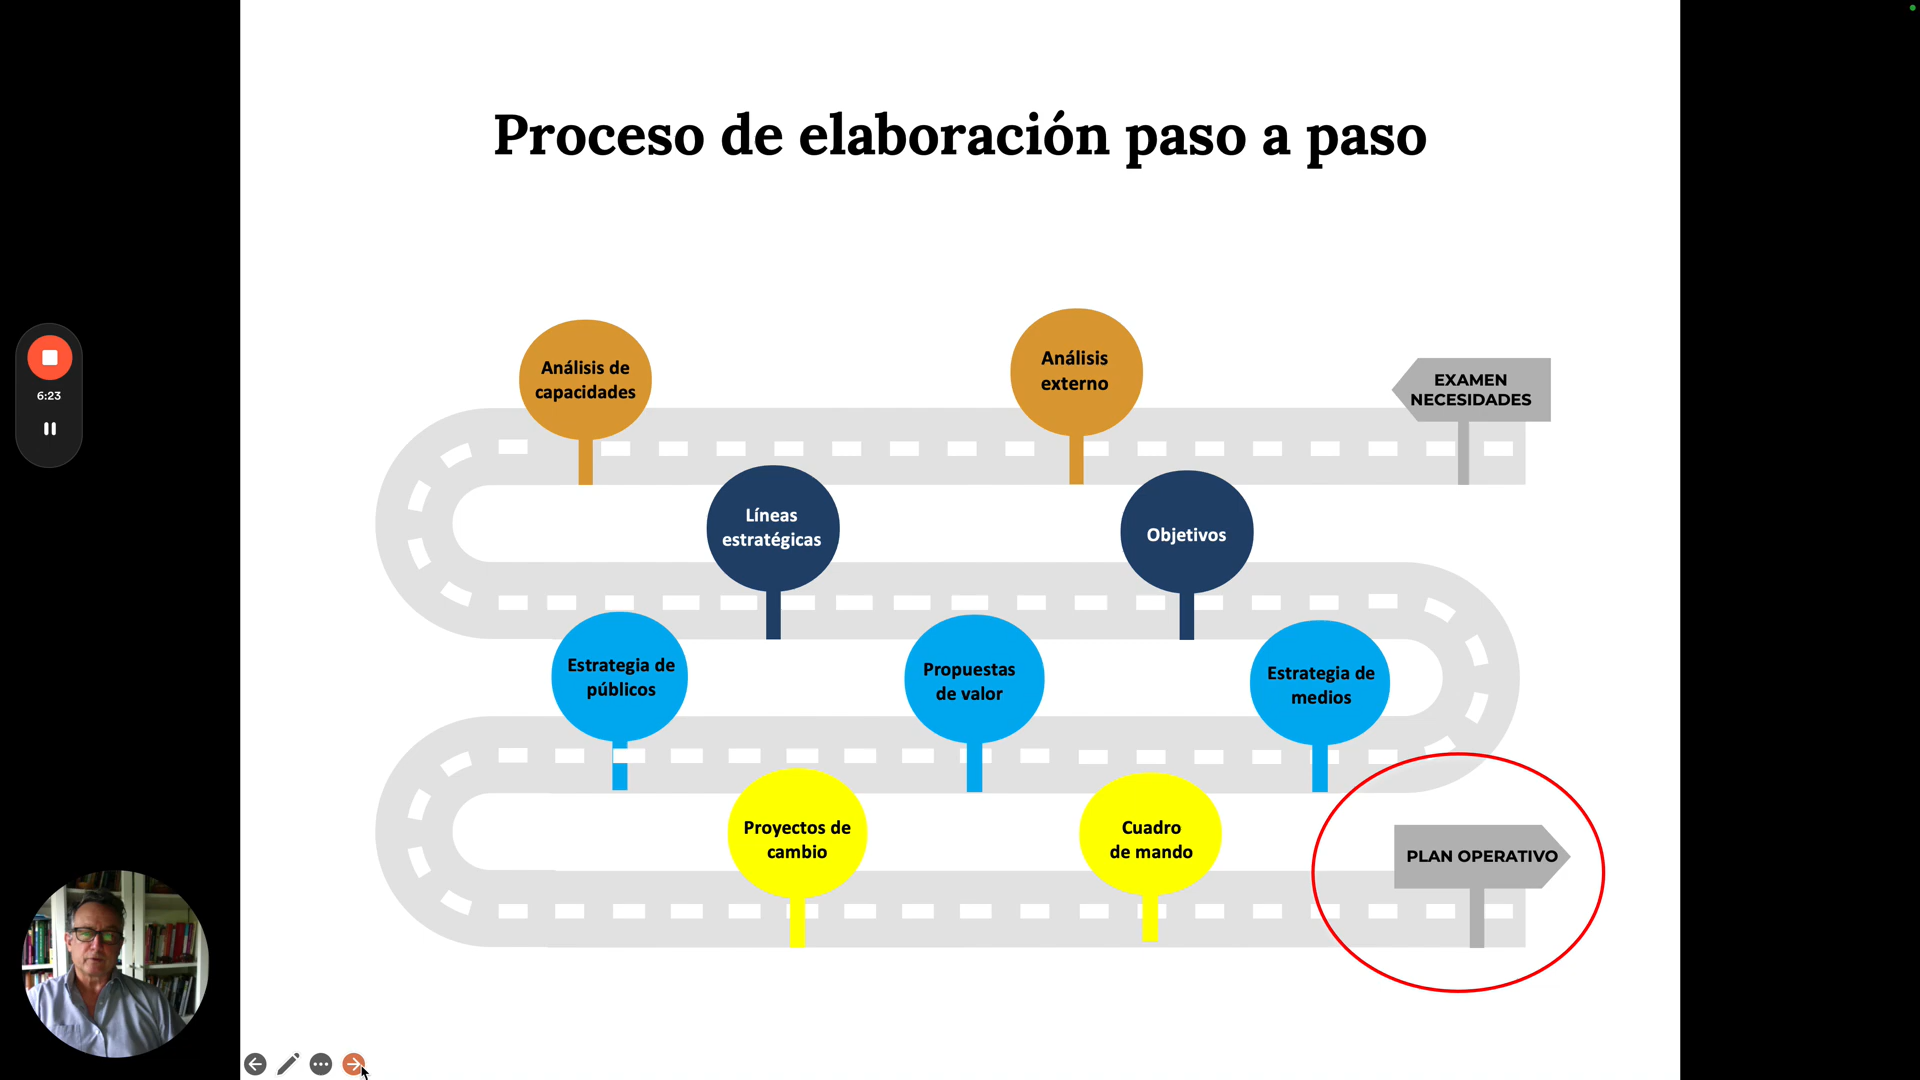 Proceso de elaboración paso a paso
Análisis de
capacidades
Análisis
externo
EXAMEN
NECESIDADES
Líneas
estratégicas
Objetivos
Estrategia de
públicos
Propuestas
de valor
Estrategia de
medios
Proyectos de
cambio
Cuadro
de mando
PLAN OPERATIVO
6:23